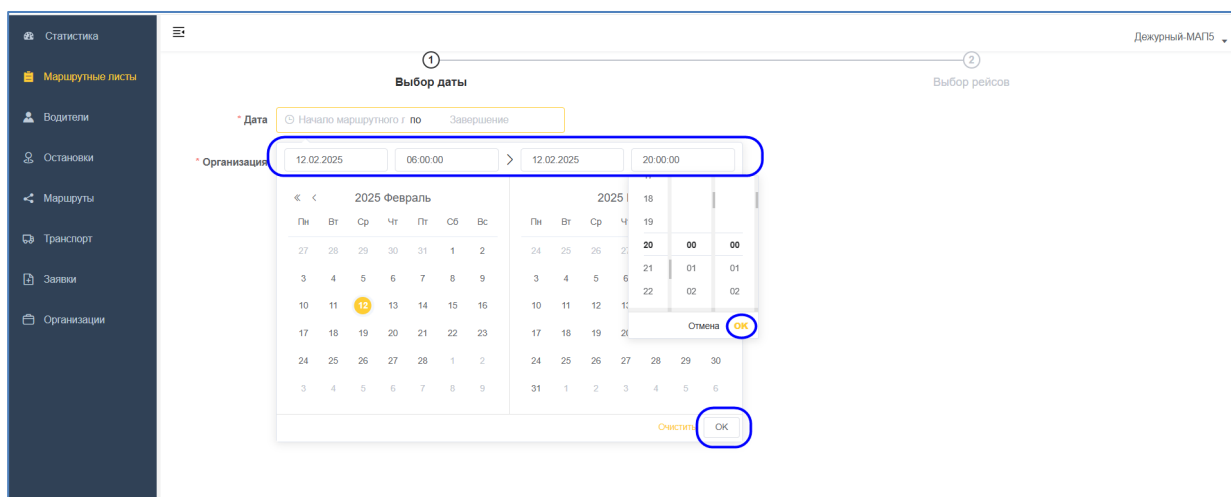 Статистика
Дежурный-МАП5
Маршрутные листы
1
2
Выбор даты
Выбор рейсов
Водители
* Дата
Начало маршрутного г по Завершение
Остановки
* Организация
12.02.2025 06:00:00 > 12.02.2025 20:00:00
Маршруты
Транспорт
Заявки
Организации
« < 2025 Февраль
Пн Вт Ср Чт Пт Сб Вс
27 28 29 30 31 1 2
3 4 5 6 7 8 9
10 11 12 13 14 15 16
17 18 19 20 21 22 23
24 25 26 27 28 1 2
3 4 5 6 7 8 9
2025
Пн Вт Ср
24 25 26
3 4 5 6
10 11 12
17 18 19
24 25 26 27 28 29 30
31 1 2 3 4 5 6
18
19
20 00 00
21 01 01
22 02 02
Отмена OK
Очистить OK